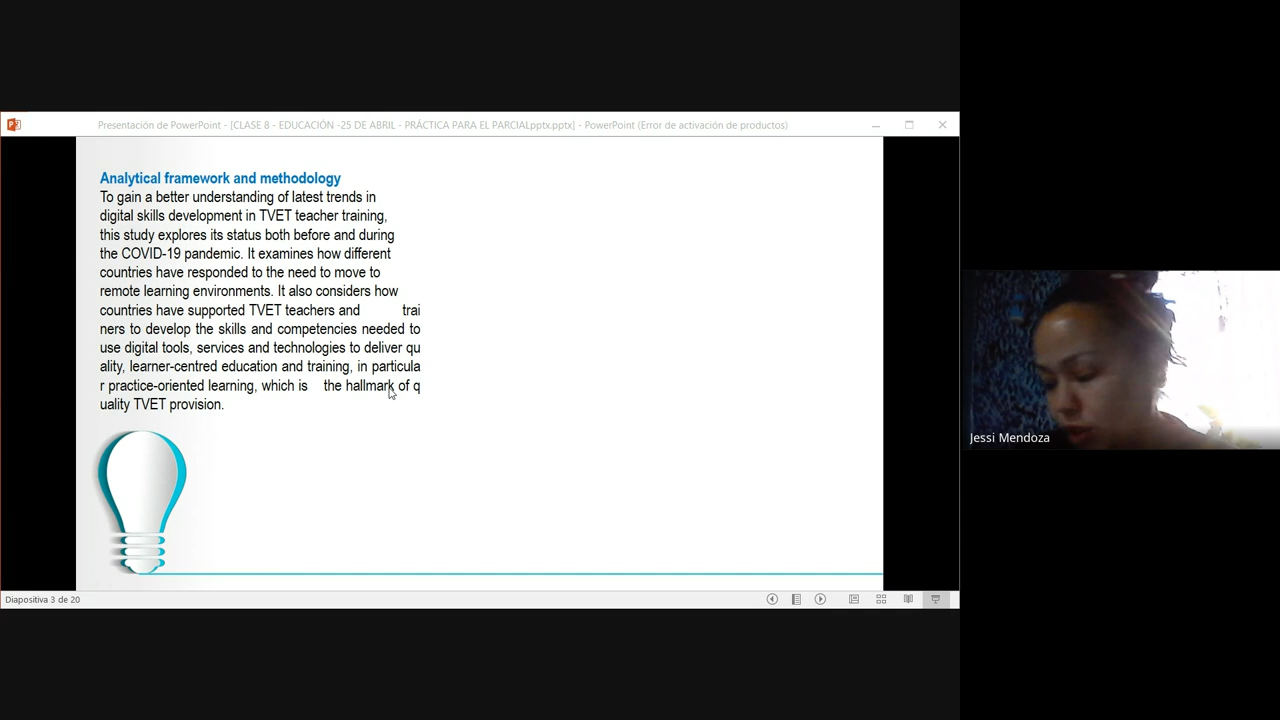 Presentación de PowerPoint - [CLASE 8 - EDUCACIÓN -25 DE ABRIL - PRÁCTICA PARA EL PARCIALpptx.pptx] - PowerPoint (Error de activación de productos)
Analytical framework and methodology
To gain a better understanding of latest trends in
digital skills development in TVET teacher training,
this study explores its status both before and during
the COVID-19 pandemic. It examines how different
countries have responded to the need to move to
remote learning environments. It also considers how
countries have supported TVET teachers and trai
ners to develop the skills and competencies needed to
use digital tools, services and technologies to deliver qu
ality, learner-centred education and training, in particula
r practice-oriented learning, which is the hallmark of q
uality TVET provision.
Jessi Mendoza
Diapositiva 3 de 20